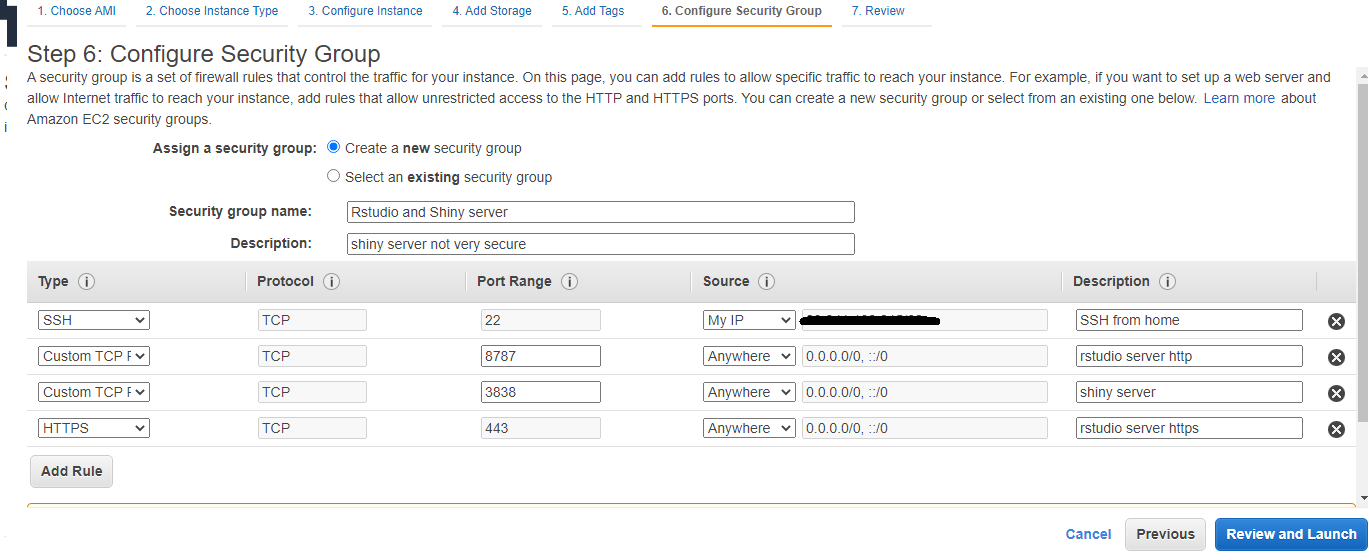 1. Choose AMI 2. Choose Instance Type 3. Configure Instance 4. Add Storage 5. Add Tags 6. Configure Security Group 7. Review
Step 6: Configure Security Group
A security group is a set of firewall rules that control the traffic for your instance. On this page, you can add rules to allow specific traffic to reach your instance. For example, if you want to set up a web server and
allow Internet traffic to reach your instance, add rules that allow unrestricted access to the HTTP and HTTPS ports. You can create a new security group or select from an existing one below. Learn more about
Amazon EC2 security groups.
Assign a security group: Create a new security group
Select an existing security group
Security group name: Rstudio and Shiny server
Description: shiny server not very secure
Type i Protocol i Port Range i Source i Description i
SSH TCP 22 My IP SSH from home
Custom TCP TCP 8787 Anywhere 0.0.0.0/0, ::/0 rstudio server http
Custom TCP TCP 3838 Anywhere 0.0.0.0/0, ::/0 shiny server
HTTPS TCP 443 Anywhere 0.0.0.0/0, ::/0 rstudio server https
Add Rule
Cancel Previous Review and Launch